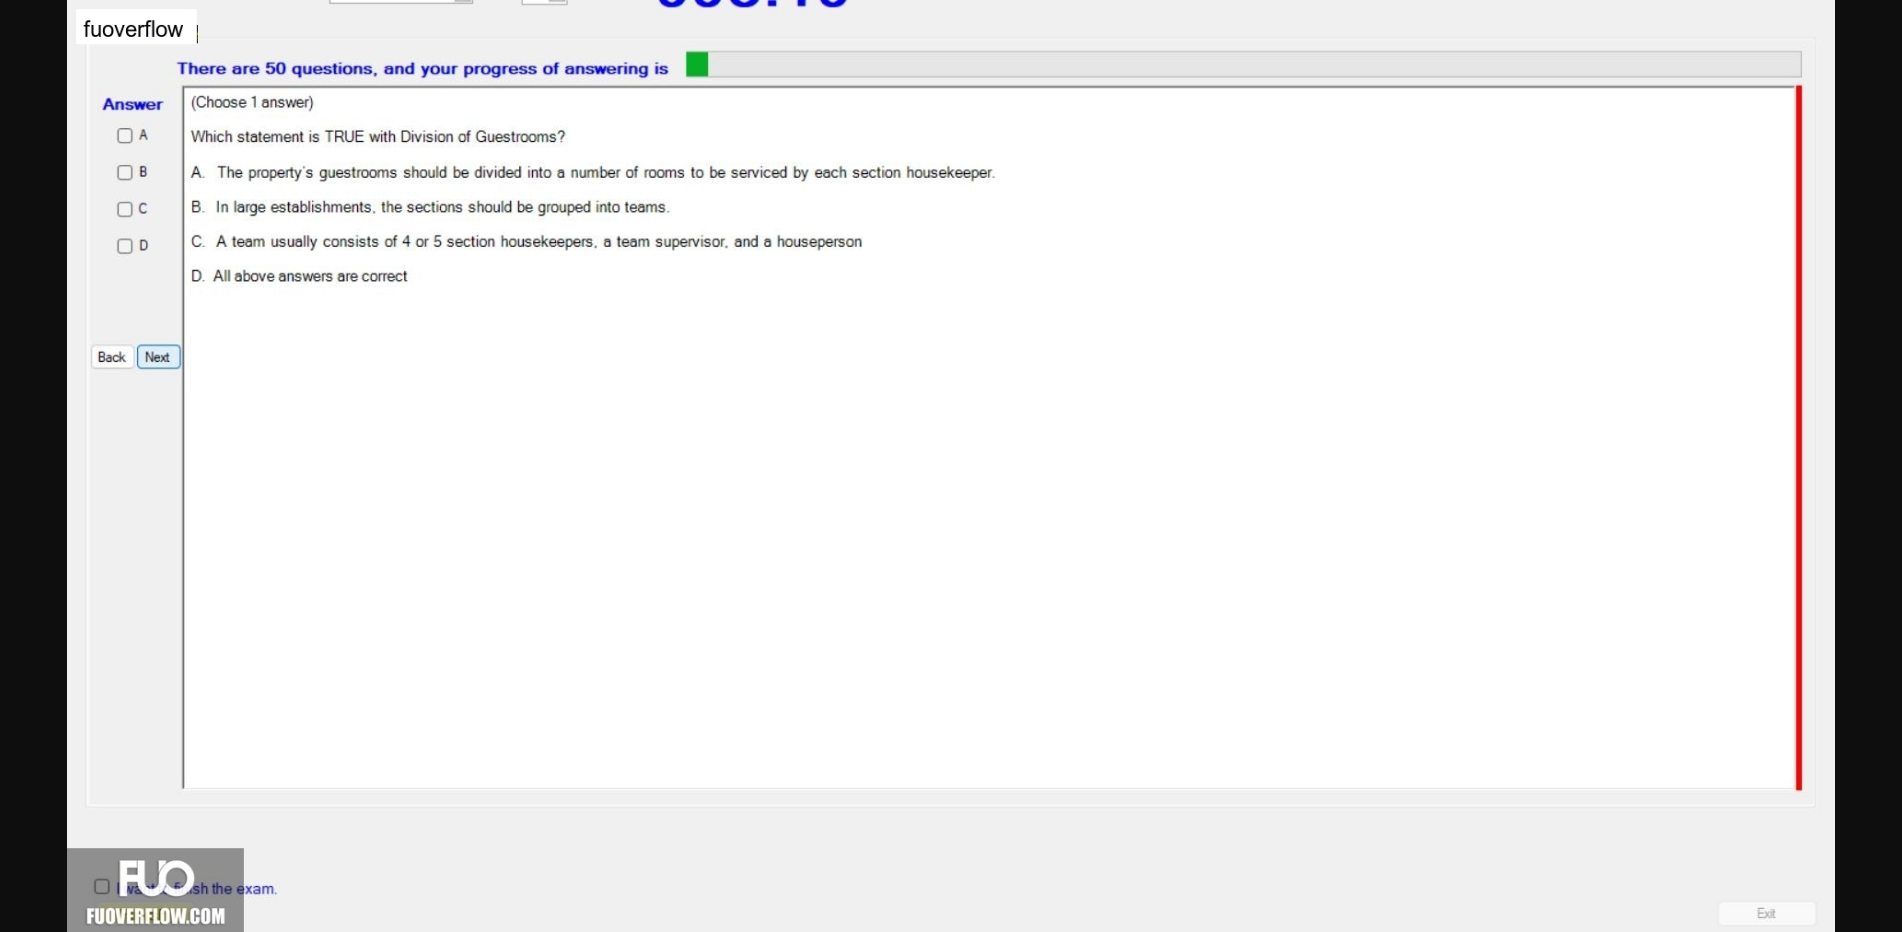 fuoverflow
There are 50 questions, and your progress of answering is
Answer
(Choose 1 answer)
A
Which statement is TRUE with Division of Guestrooms?
B
A. The property's guestrooms should be divided into a number of rooms to be serviced by each section housekeeper.
C
B. In large establishments, the sections should be grouped into teams.
D
C. A team usually consists of 4 or 5 section housekeepers, a team supervisor, and a houseperson
D. All above answers are correct
Back Next
I want finish the exam.
FUO
FUOVERFLOW.COM
Exit